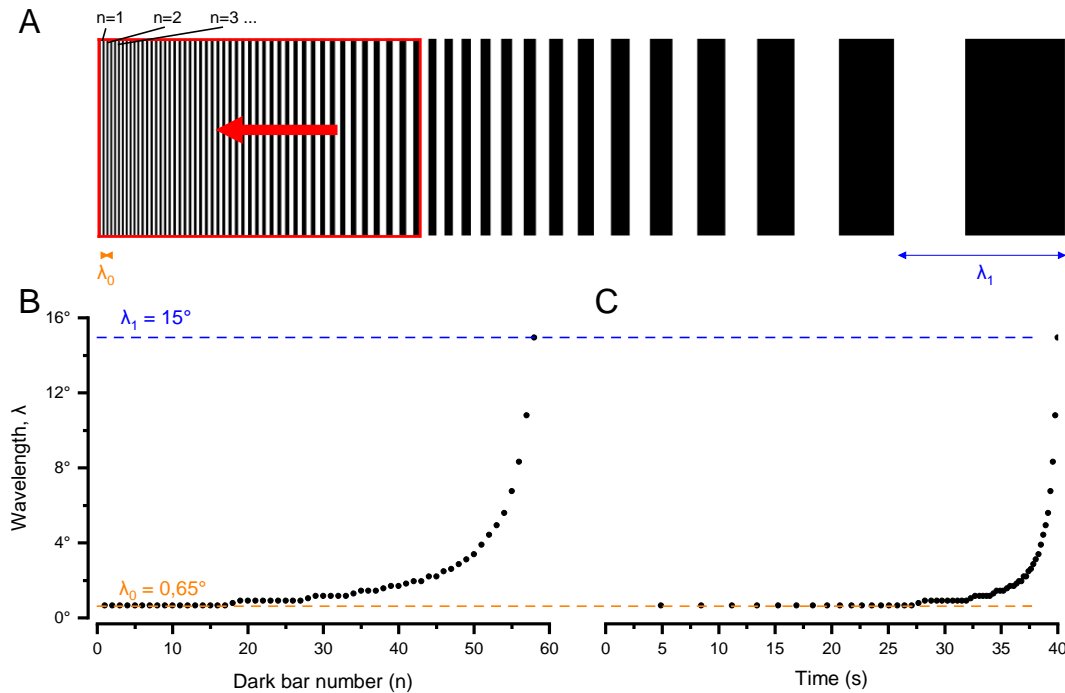 A
n=1
n=2
n=3 ...
λ0
λ1
B
C
16°
12°
8°
4°
0°
Wavelength, λ
λ1 = 15°
λ0 = 0,65°
0 10 20 30 40 50 60
Dark bar number (n)
0 5 10 15 20 25 30 35 40
Time (s)